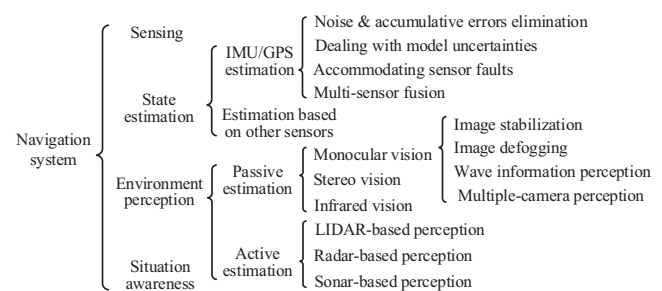 Navigation
system
Sensing
State
estimation
IMU/GPS
estimation
Noise & accumulative errors elimination
Dealing with model uncertainties
Accommodating sensor faults
Multi-sensor fusion
Estimation based
on other sensors
Environment
perception
Passive
estimation
Monocular vision
Image stabilization
Image defogging
Wave information perception
Multiple-camera perception
Stereo vision
Infrared vision
Active
estimation
LIDAR-based perception
Radar-based perception
Sonar-based perception
Situation
awareness